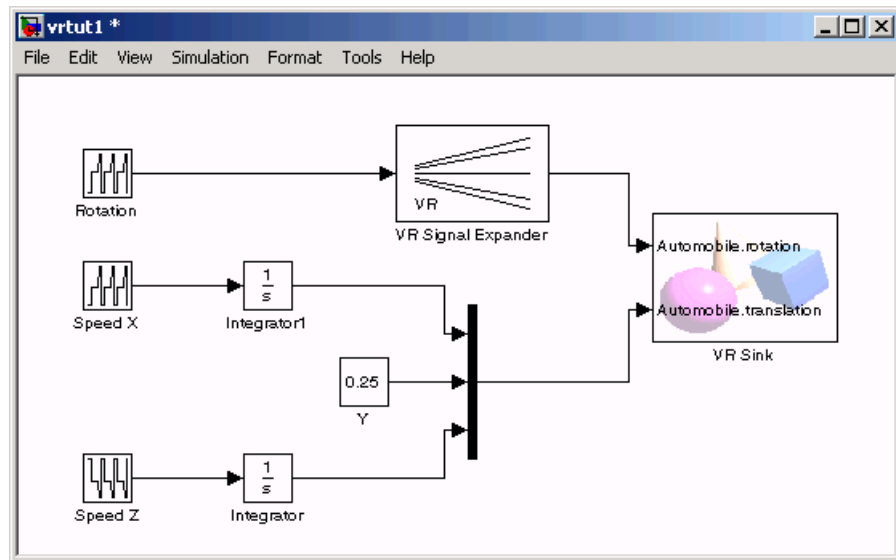 vrtut1 *
File Edit View Simulation Format Tools Help
VR
Rotation
VR Signal Expander
Automobile.rotation
Automobile.translation
VR Sink
1
s
Speed X
Integrator1
0.25
Y
1
s
Speed Z
Integrator